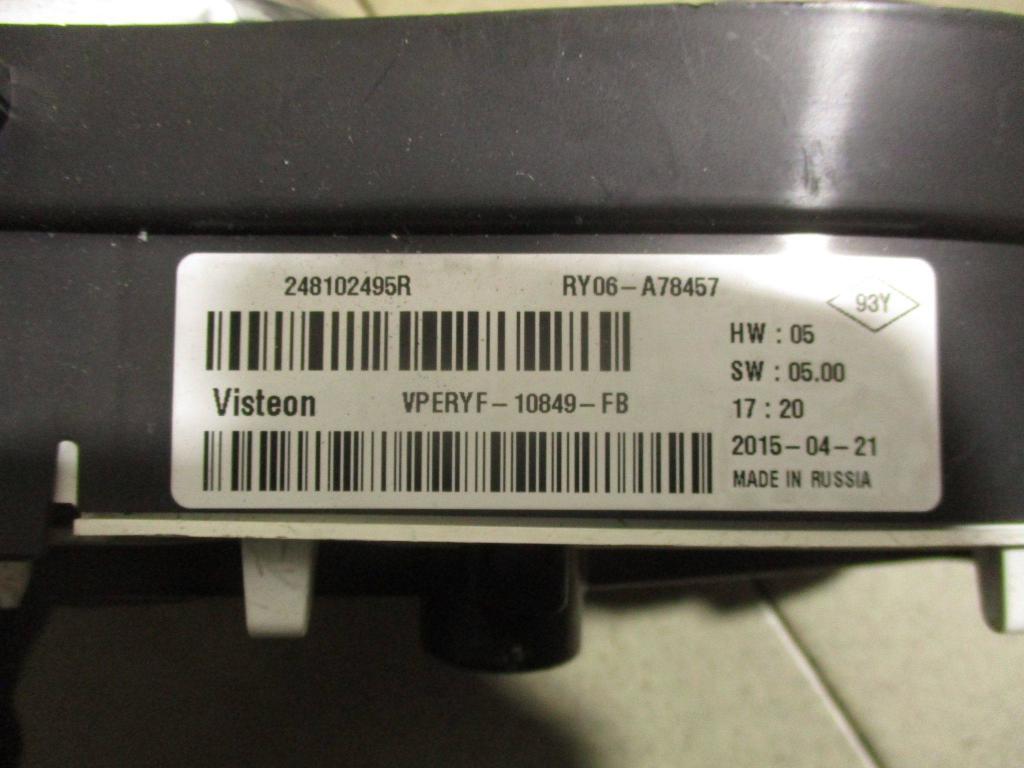 248102495R RY06-A78457
93Y
HW : 05
SW : 05.00
Visteon VPERYF-10849-FB
17 : 20
2015-04-21
MADE IN RUSSIA